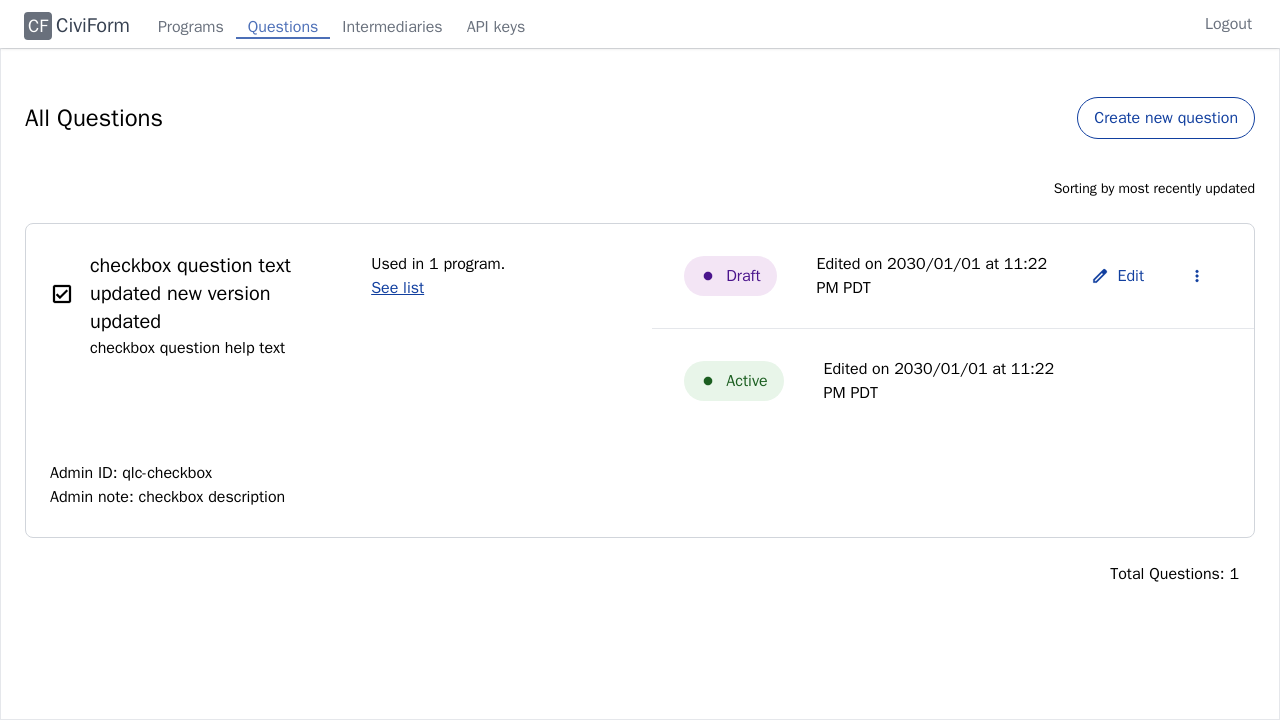 CF CiviForm Programs Questions Intermediaries API keys Logout
All Questions
Create new question
Sorting by most recently updated
checkbox question text
updated new version
updated
checkbox question help text
Used in 1 program.
See list
Draft
Edited on 2030/01/01 at 11:22
PM PDT
Edit
Active
Edited on 2030/01/01 at 11:22
PM PDT
Admin ID: qlc-checkbox
Admin note: checkbox description
Total Questions: 1